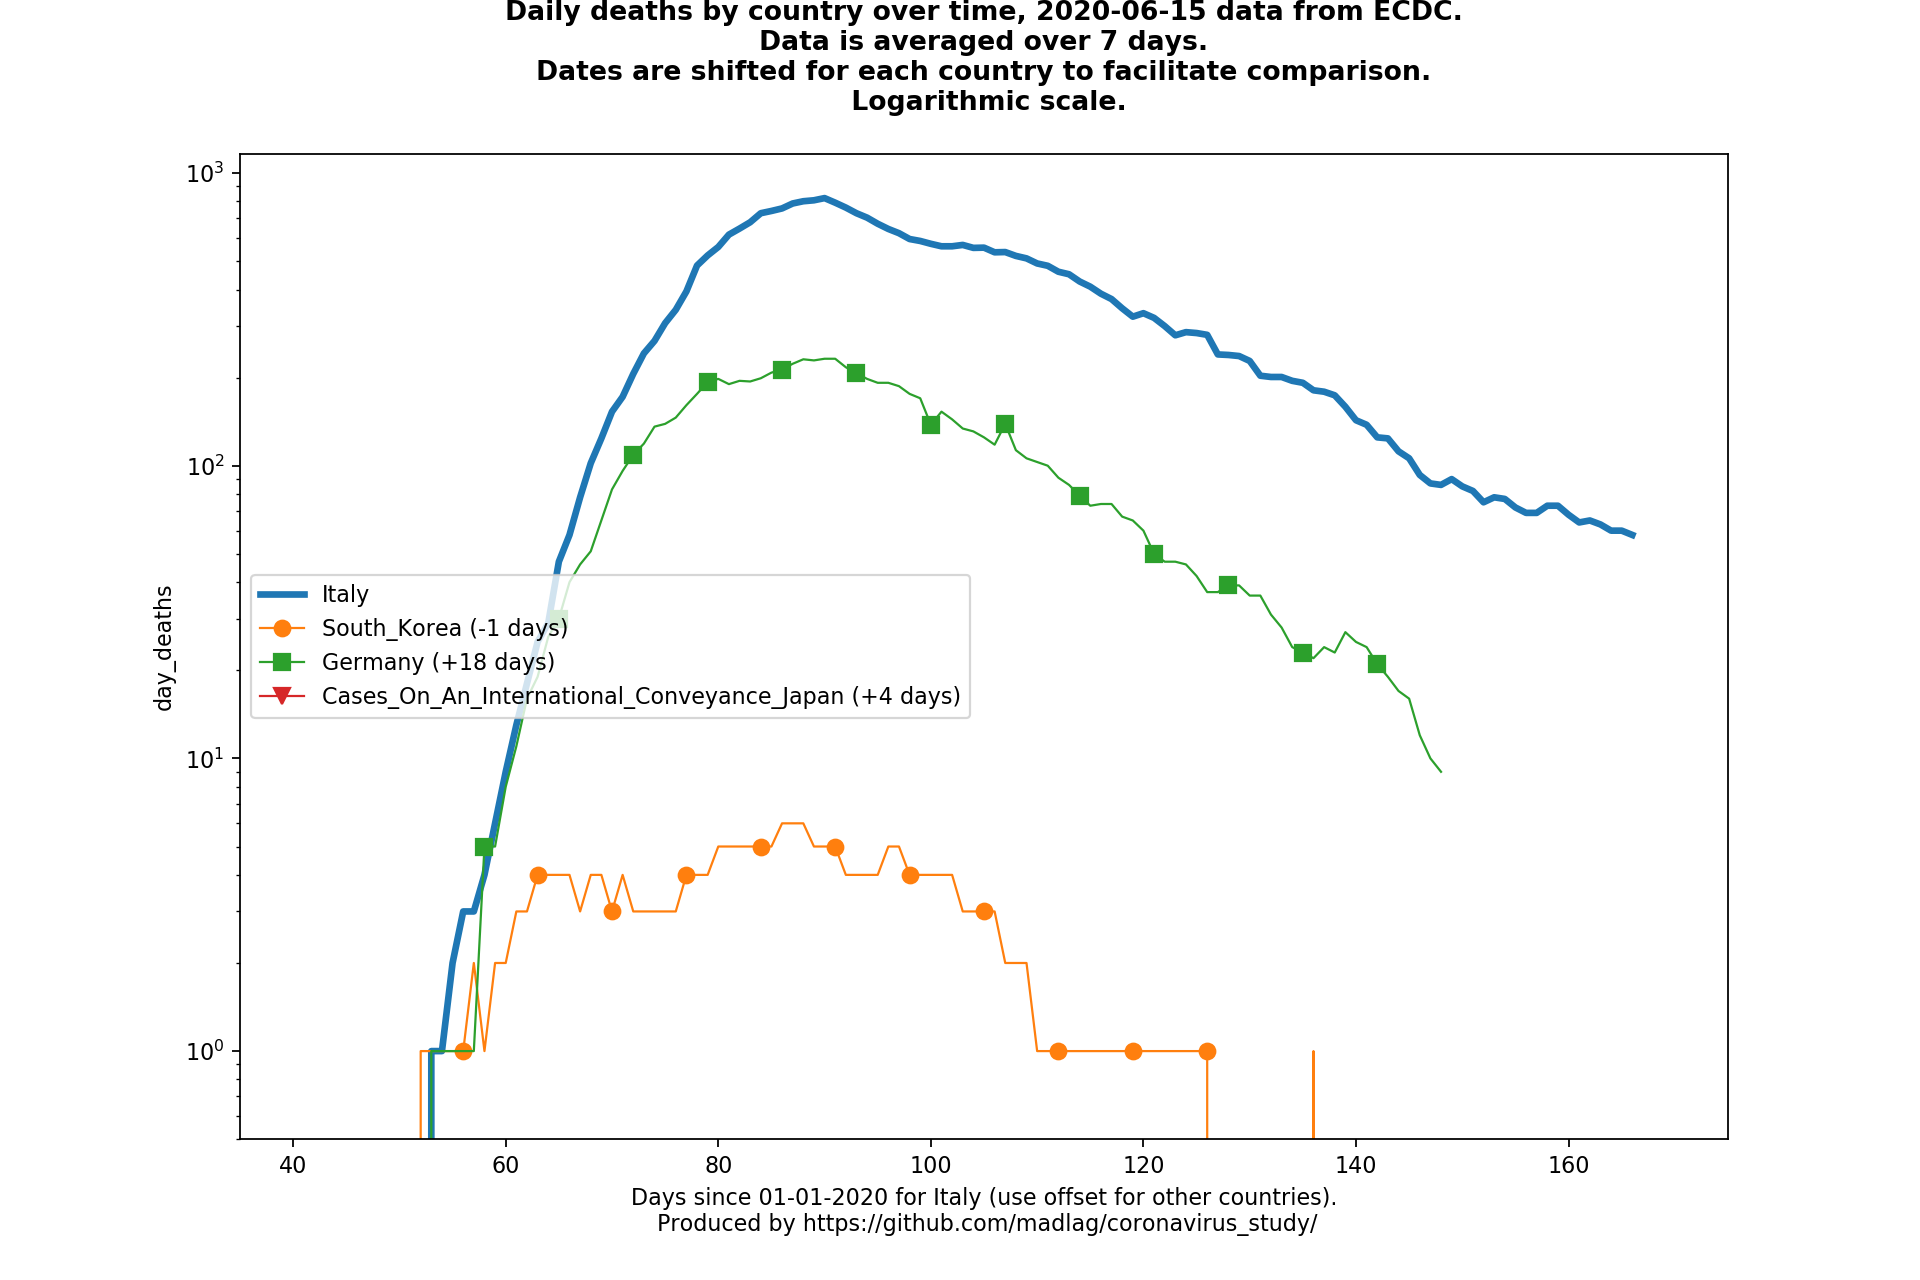 Daily deaths by country over time, 2020-06-15 data from ECDC.
Data is averaged over 7 days.
Dates are shifted for each country to facilitate comparison.
Logarithmic scale.
10³
10²
10¹
10⁰
day_deaths
Italy
South_Korea (-1 days)
Germany (+18 days)
Cases_On_An_International_Conveyance_Japan (+4 days)
40 60 80 100 120 140 160
Days since 01-01-2020 for Italy (use offset for other countries).
Produced by https://github.com/madlag/coronavirus_study/